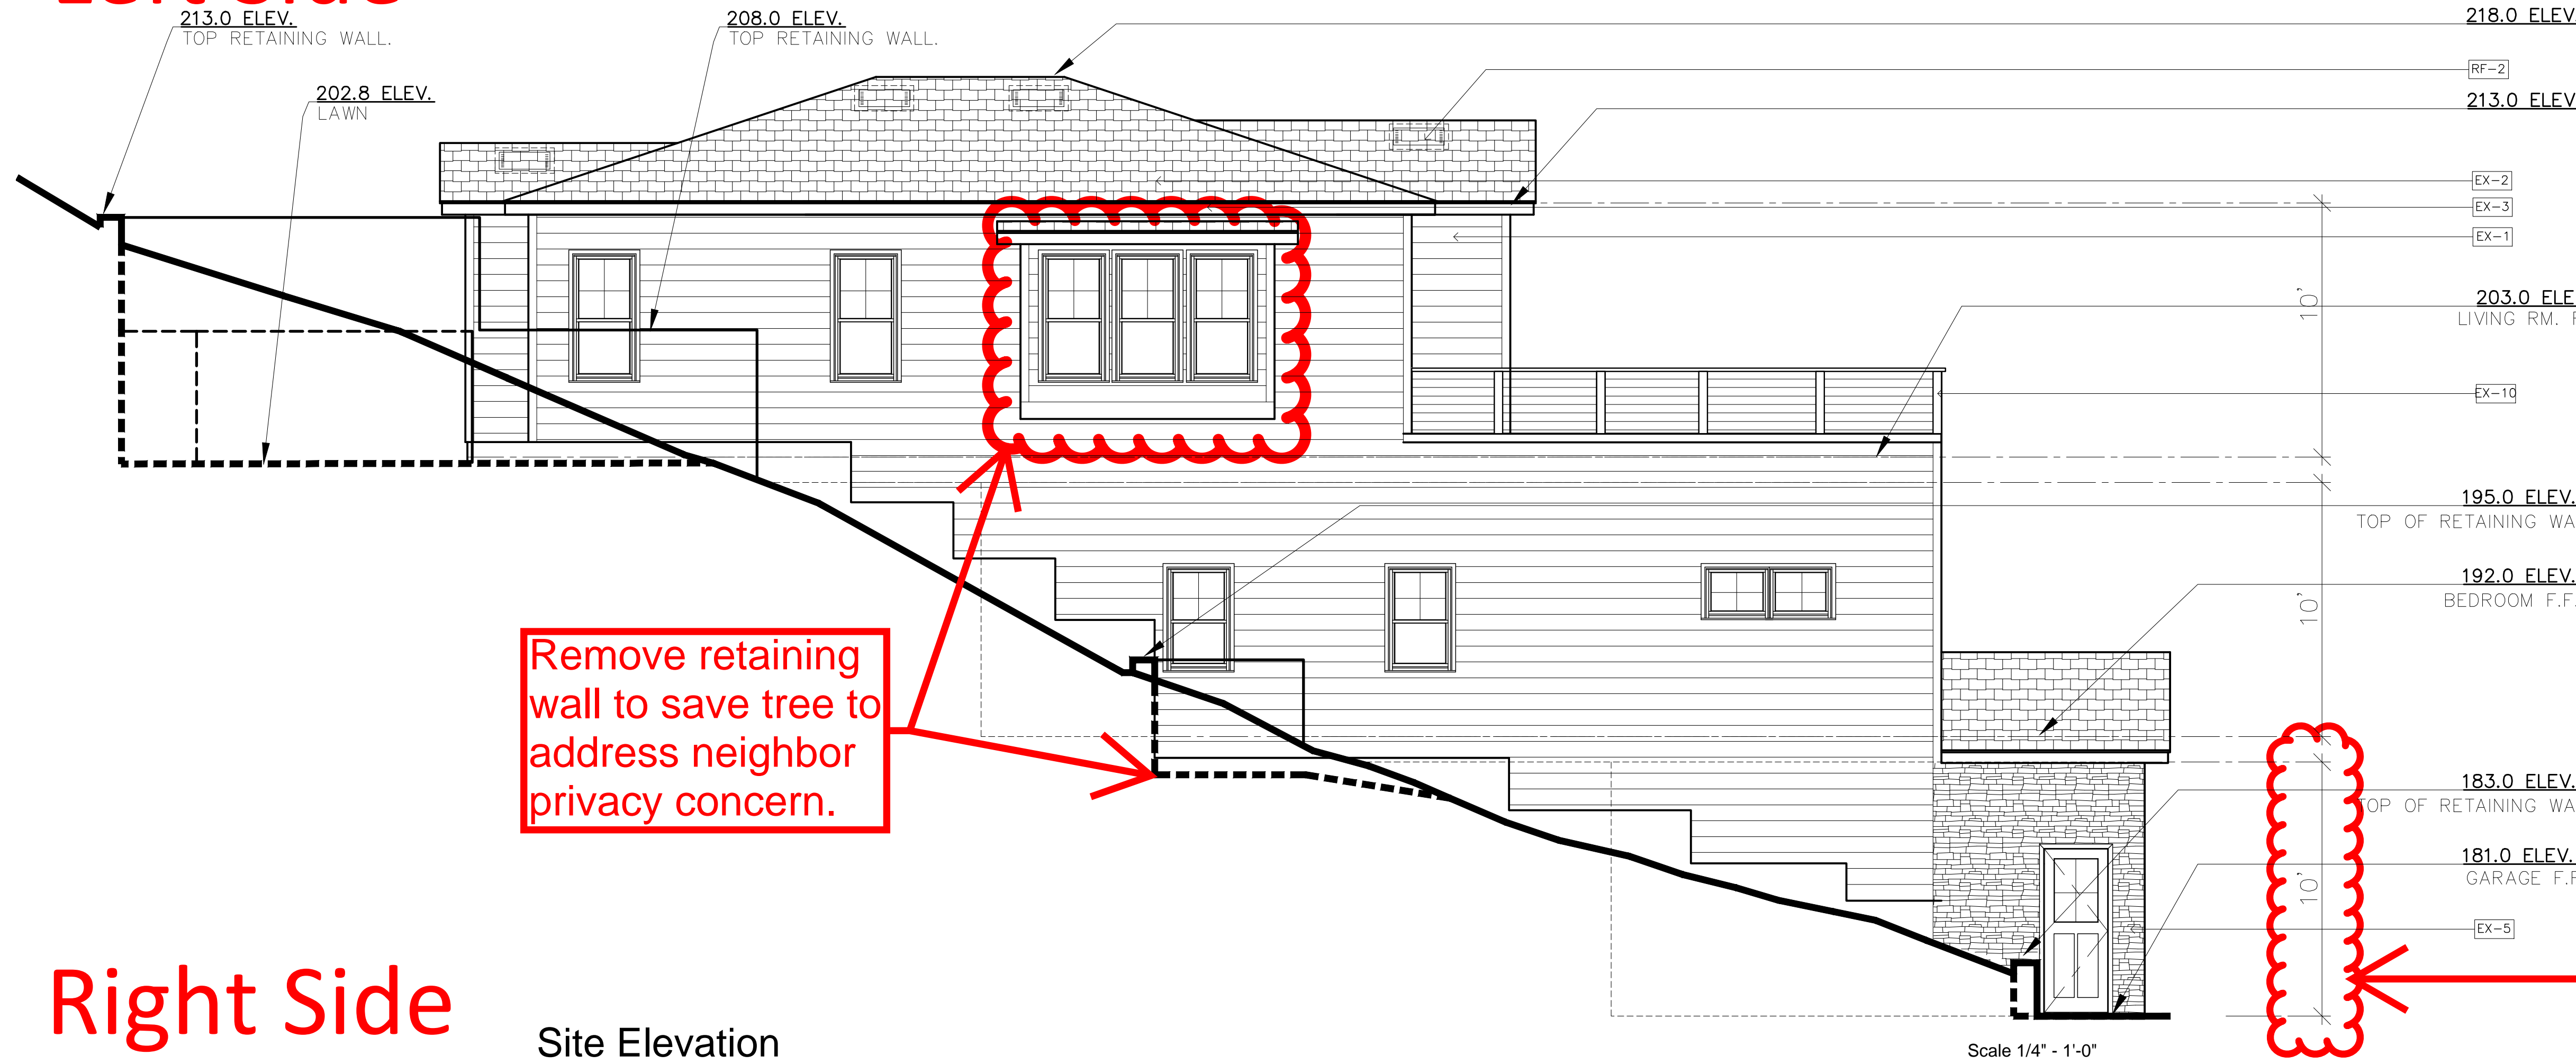 Left Side
213.0 ELEV.
TOP RETAINING WALL.
208.0 ELEV.
TOP RETAINING WALL.
218.0 ELEV
202.8 ELEV.
LAWN
RF-2
213.0 ELEV
EX-2
EX-3
EX-1
10'
203.0 ELE
LIVING RM. F
EX-10
195.0 ELEV.
TOP OF RETAINING WA
192.0 ELEV.
BEDROOM F.F.
10'
Remove retaining
wall to save tree to
address neighbor
privacy concern.
183.0 ELEV.
TOP OF RETAINING WA
181.0 ELEV.
GARAGE F.F
10'
EX-5
Right Side
Site Elevation
Scale 1/4" - 1'-0"